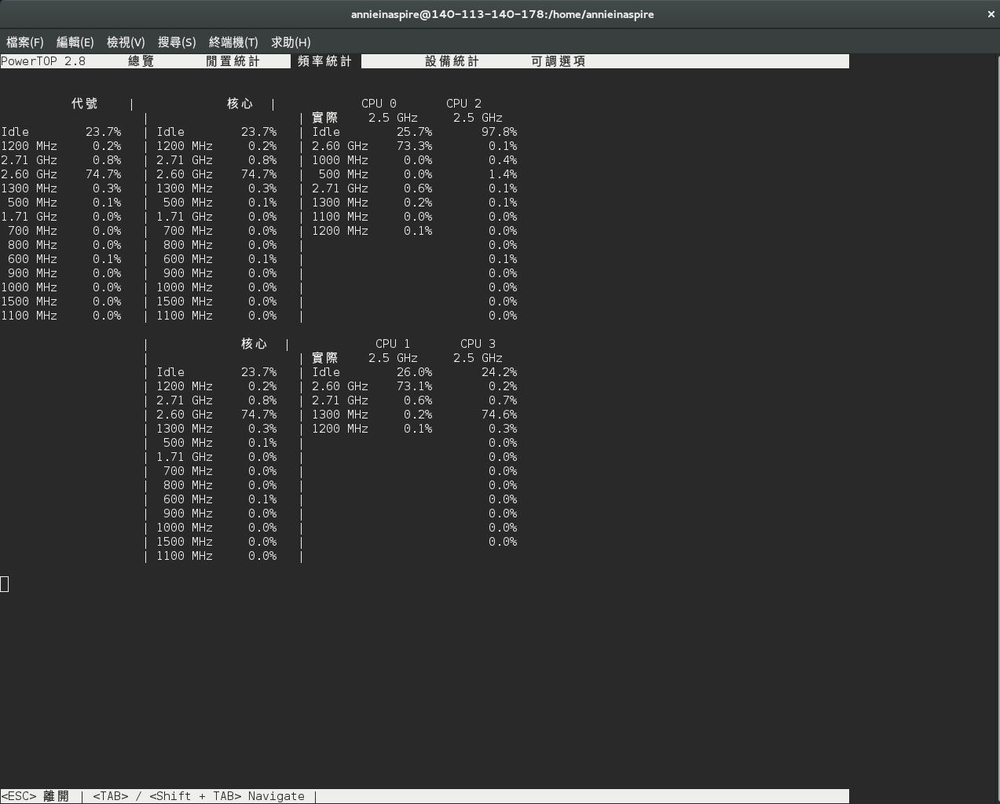 annieinaspire@140-113-140-178:/home/annieinaspire ×
檔案(F) 編輯(E) 檢視(V) 搜尋(S) 終端機(T) 求助(H)
PowerTOP 2.8 總覽 閒置統計 頻率統計 設備統計 可調選項
代號 | 核心 | CPU 0 CPU 2
| | 實際 2.5 GHz 2.5 GHz
Idle 23.7% | Idle 23.7% | Idle 25.7% 97.8%
1200 MHz 0.2% | 1200 MHz 0.2% | 2.60 GHz 73.3% 0.1%
2.71 GHz 0.8% | 2.71 GHz 0.8% | 1000 MHz 0.0% 0.4%
2.60 GHz 74.7% | 2.60 GHz 74.7% | 500 MHz 0.0% 1.4%
1300 MHz 0.3% | 1300 MHz 0.3% | 2.71 GHz 0.6% 0.1%
500 MHz 0.1% | 500 MHz 0.1% | 1300 MHz 0.2% 0.1%
1.71 GHz 0.0% | 1.71 GHz 0.0% | 1100 MHz 0.0% 0.0%
700 MHz 0.0% | 700 MHz 0.0% | 1200 MHz 0.1% 0.0%
800 MHz 0.0% | 800 MHz 0.0% | 0.0%
600 MHz 0.1% | 600 MHz 0.1% | 0.1%
900 MHz 0.0% | 900 MHz 0.0% | 0.0%
1000 MHz 0.0% | 1000 MHz 0.0% | 0.0%
1500 MHz 0.0% | 1500 MHz 0.0% | 0.0%
1100 MHz 0.0% | 1100 MHz 0.0% | 0.0%
| 核心 | CPU 1 CPU 3
| | 實際 2.5 GHz 2.5 GHz
| Idle 23.7% | Idle 26.0% 24.2%
| 1200 MHz 0.2% | 2.60 GHz 73.1% 0.2%
| 2.71 GHz 0.8% | 2.71 GHz 0.6% 0.7%
| 2.60 GHz 74.7% | 1300 MHz 0.2% 74.6%
| 1300 MHz 0.3% | 1200 MHz 0.1% 0.3%
| 500 MHz 0.1% | 0.0%
| 1.71 GHz 0.0% | 0.0%
| 700 MHz 0.0% | 0.0%
| 800 MHz 0.0% | 0.0%
| 600 MHz 0.1% | 0.0%
| 900 MHz 0.0% | 0.0%
| 1000 MHz 0.0% | 0.0%
| 1500 MHz 0.0% | 0.0%
| 1100 MHz 0.0% |
<ESC> 離開 | <TAB> / <Shift + TAB> Navigate |